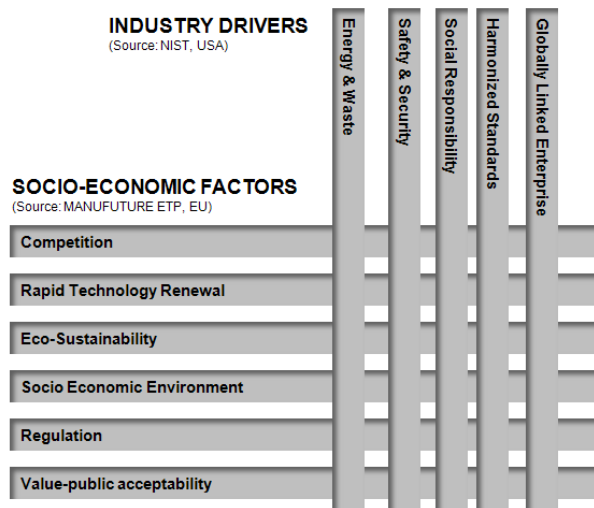 INDUSTRY DRIVERS
(Source: NIST, USA)
Energy & Waste
Safety & Security
Social Responsibility
Harmonized Standards
Globally Linked Enterprise
SOCIO-ECONOMIC FACTORS
(Source: MANUFUTURE ETP, EU)
Competition
Rapid Technology Renewal
Eco-Sustainability
Socio Economic Environment
Regulation
Value-public acceptability